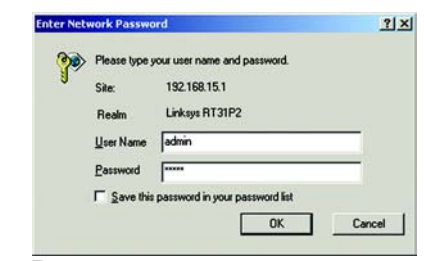 Enter Network Password
Please type your user name and password.
Site: 192.168.15.1
Realm Linksys RT31P2
User Name admin
Password *****
Save this password in your password list
OK Cancel